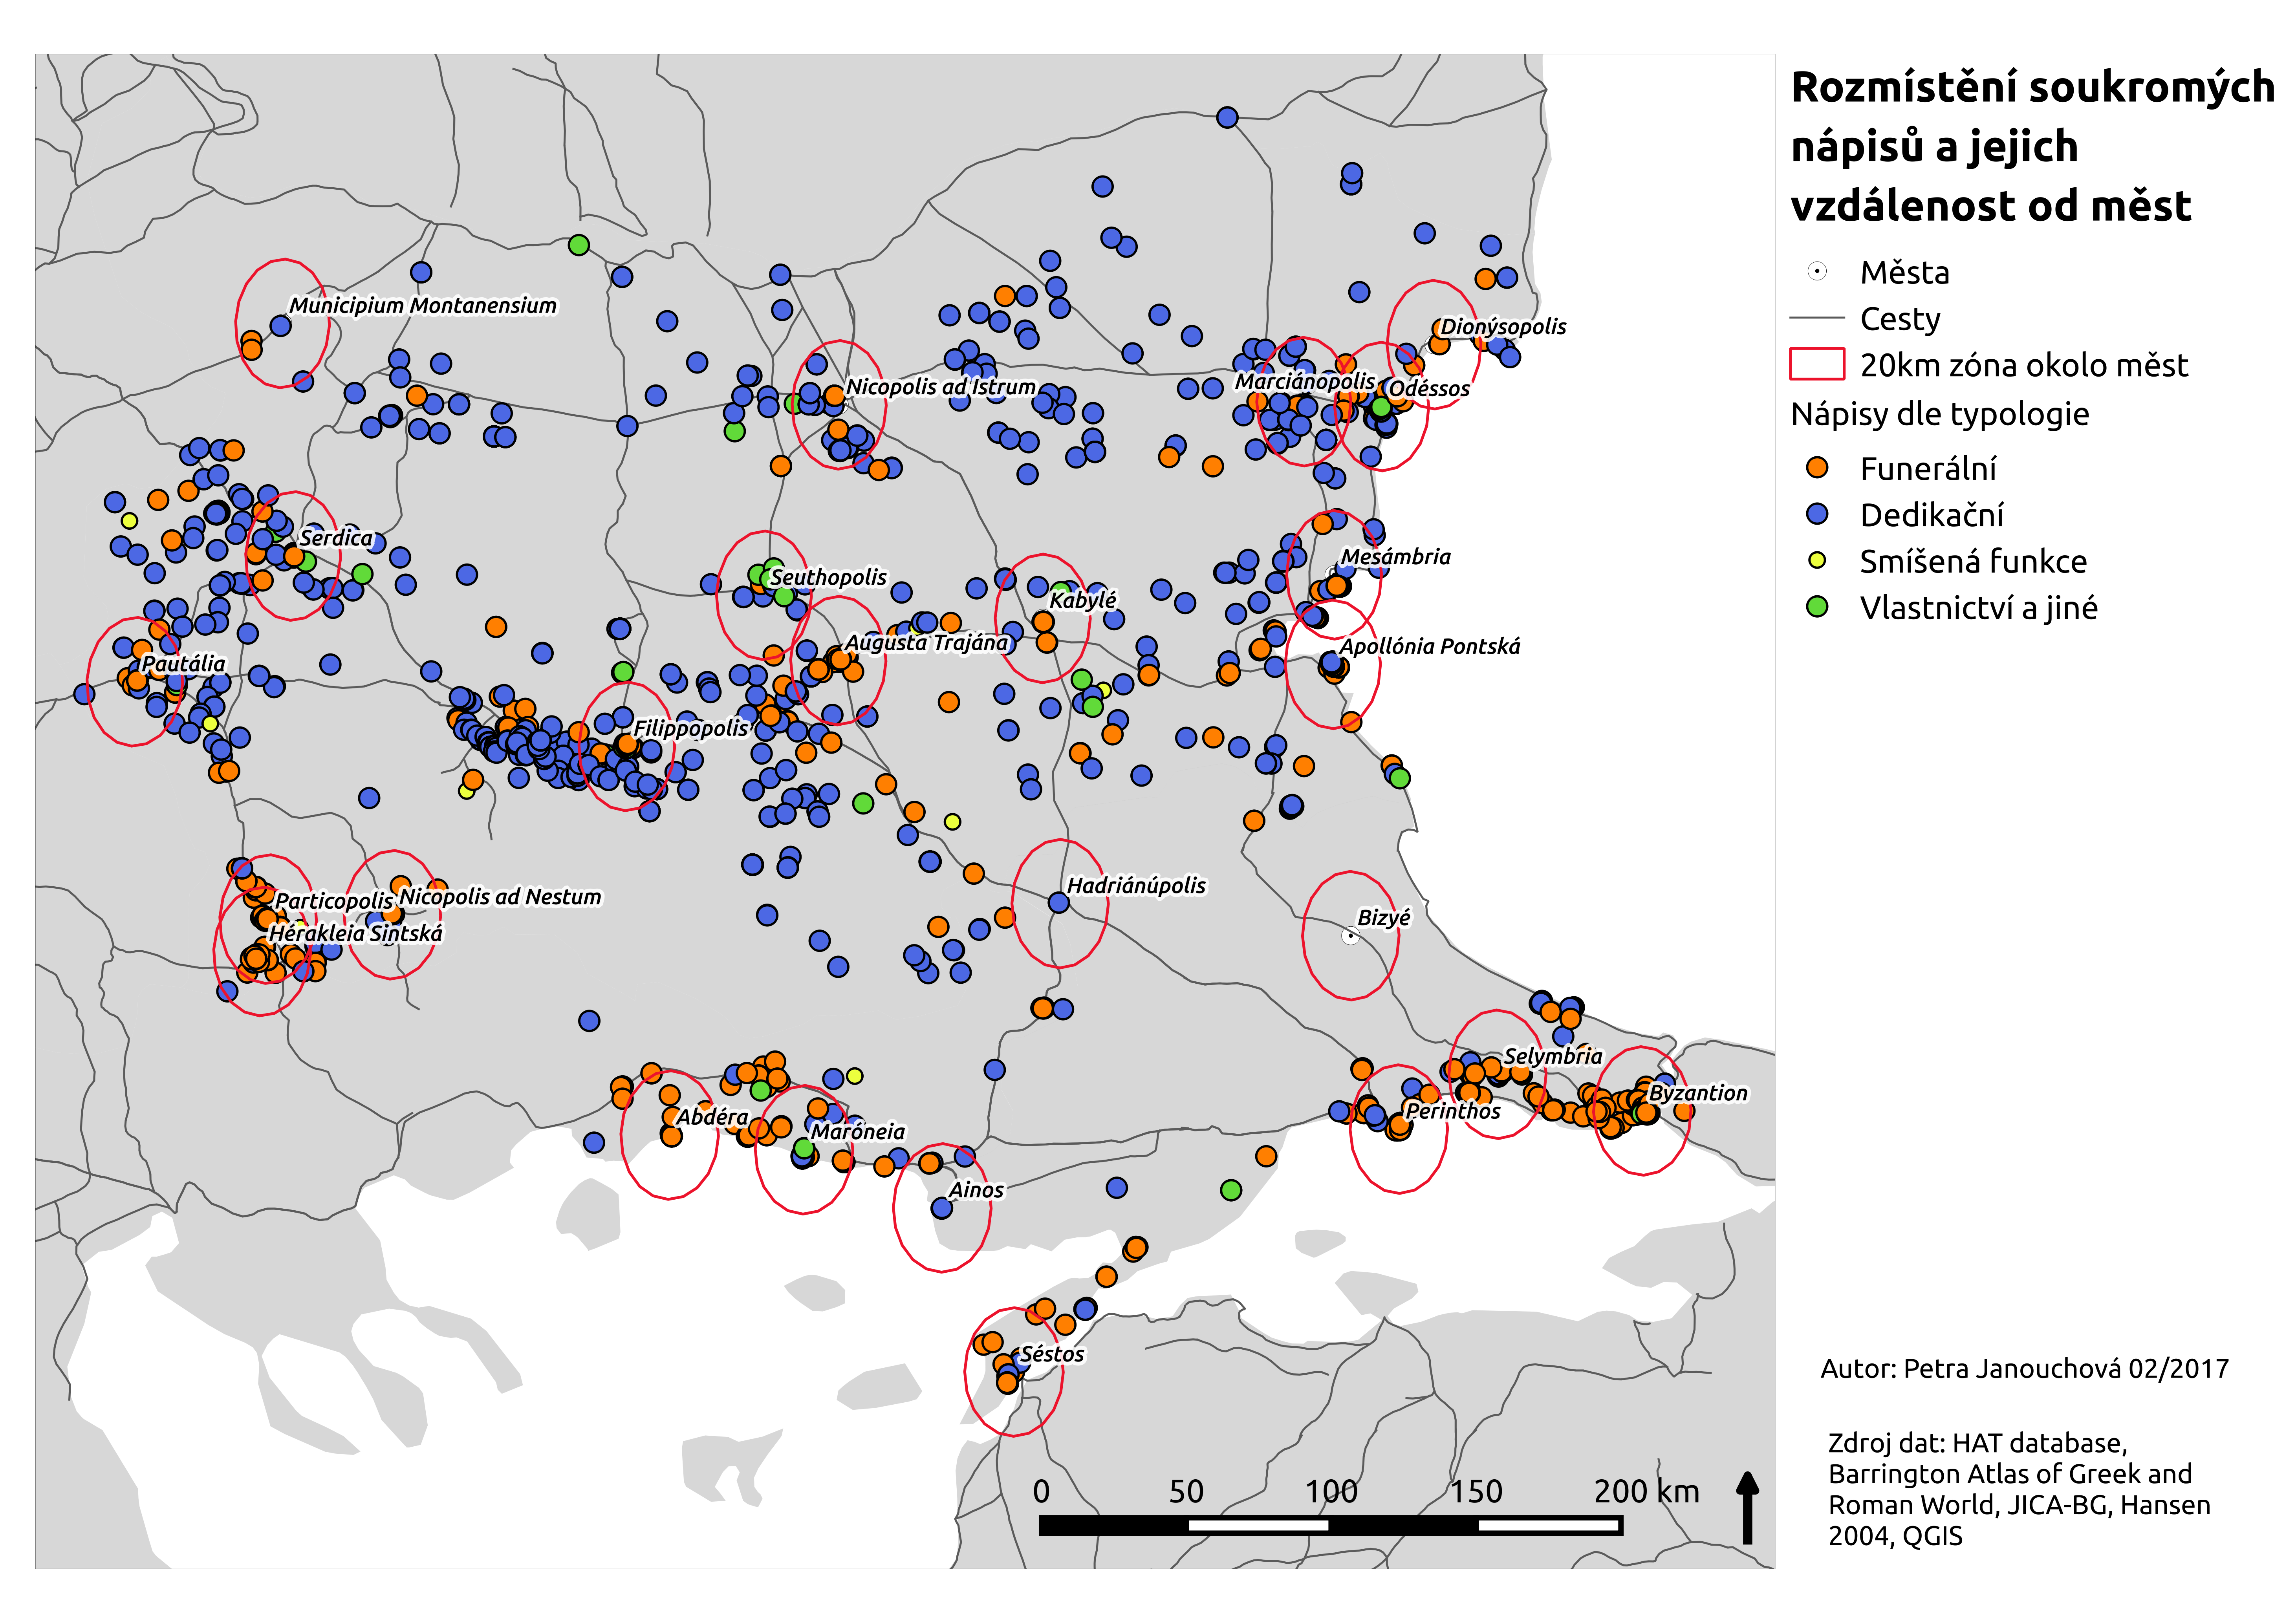 Rozmístění soukromých
nápisů a jejich
vzdálenost od měst
Města
Cesty
20km zóna okolo měst
Nápisy dle typologie
Funerální
Dedikační
Smíšená funkce
Vlastnictví a jiné
Municipium Montanensium
Dionýsopolis
Nicopolis ad Istrum
Marciánopolis
Odéssos
Serdica
Mesámbria
Seuthopolis
Kabylé
Augusta Trajána
Apollónia Pontská
Pautália
Filippopolis
Hadriánúpolis
Particopolis
Nicopolis ad Nestum
Bizyé
Hérakleia Sintská
Selymbria
Byzantion
Abdéra
Perinthos
Maróneia
Ainos
Séstos
0 50 100 150 200 km
Autor: Petra Janouchová 02/2017
Zdroj dat: HAT database,
Barrington Atlas of Greek and
Roman World, JICA-BG, Hansen
2004, QGIS